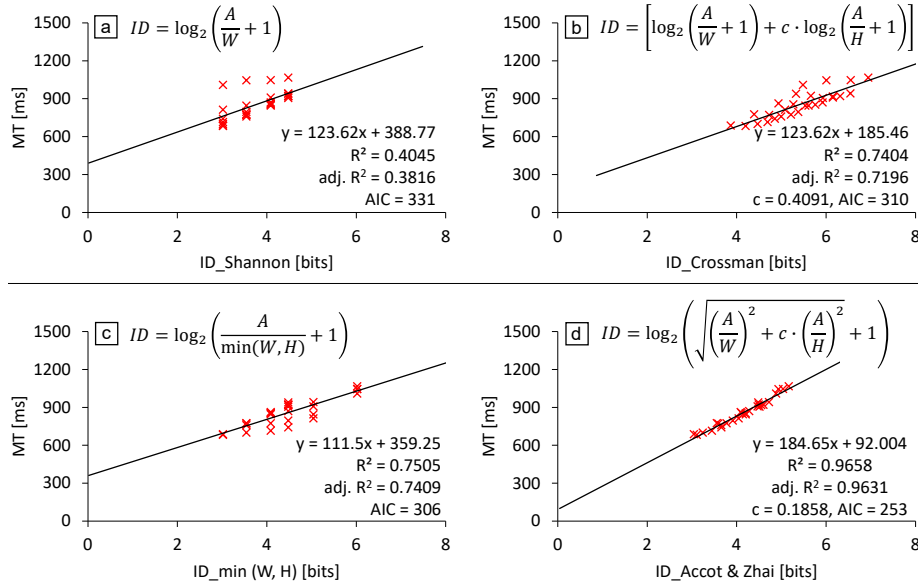 a ID = log₂(A/W + 1)
1500
1200
900
600
300
0
MT [ms]
y = 123.62x + 388.77
R² = 0.4045
adj. R² = 0.3816
AIC = 331
0 2 4 6 8
ID_Shannon [bits]
b ID = [log₂(A/W + 1) + c · log₂(A/H + 1)]
1500
1200
900
600
300
0
MT [ms]
y = 123.62x + 185.46
R² = 0.7404
adj. R² = 0.7196
c = 0.4091, AIC = 310
0 2 4 6 8
ID_Crossman [bits]
c ID = log₂(A/min(W, H) + 1)
1500
1200
900
600
300
0
MT [ms]
y = 111.5x + 359.25
R² = 0.7505
adj. R² = 0.7409
AIC = 306
0 2 4 6 8
ID_min (W, H) [bits]
d ID = log₂(√((A/W)² + c · (A/H)²) + 1)
1500
1200
900
600
300
0
MT [ms]
y = 184.65x + 92.004
R² = 0.9658
adj. R² = 0.9631
c = 0.1858, AIC = 253
0 2 4 6 8
ID_Accot & Zhai [bits]